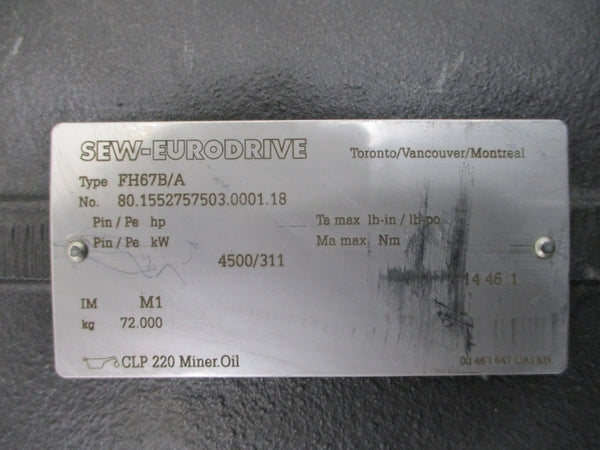 SEW-EURODRIVE Toronto/Vancouver/Montreal
Type FH67B/A
No. 80.1552757503.0001.18
Pin/Pe hp Ta max lb-in/lb-po
Pin/Pe kW Ma max Nm
4500/311
14.46:1
IM M1
kg 72.000
CLP 220 Miner.Oil